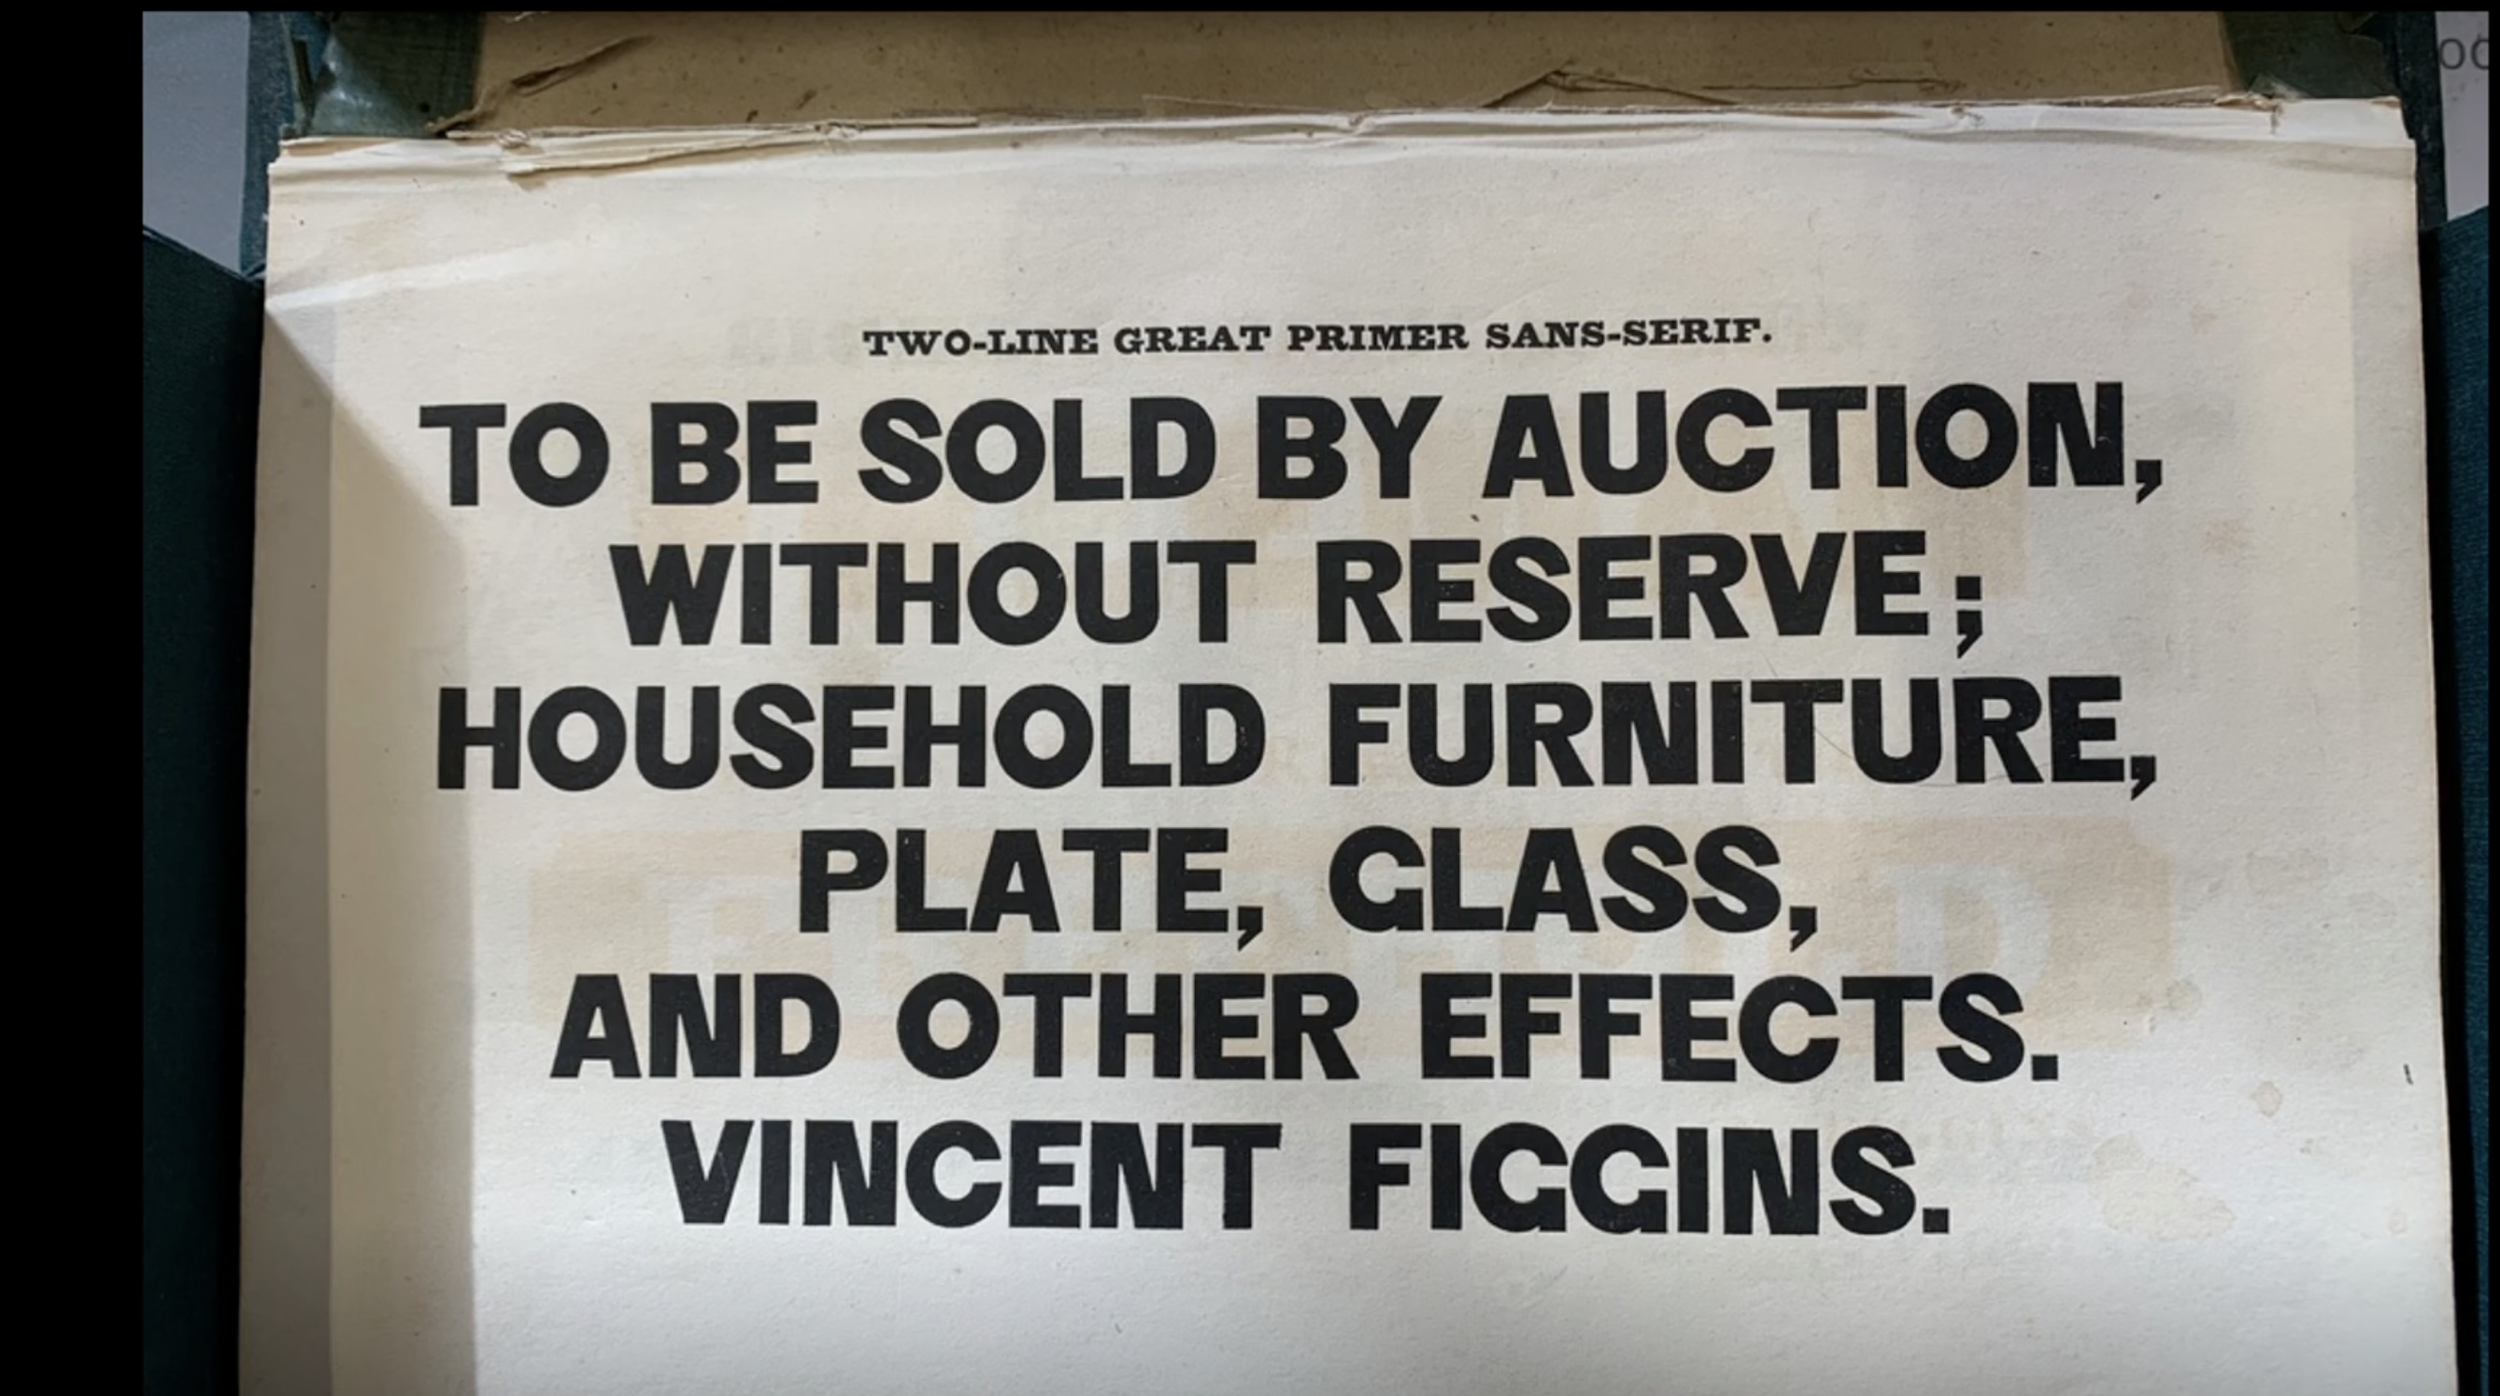 TWO-LINE GREAT PRIMER SANS-SERIF.
TO BE SOLD BY AUCTION,
WITHOUT RESERVE;
HOUSEHOLD FURNITURE,
PLATE, GLASS,
AND OTHER EFFECTS.
VINCENT FIGGINS.